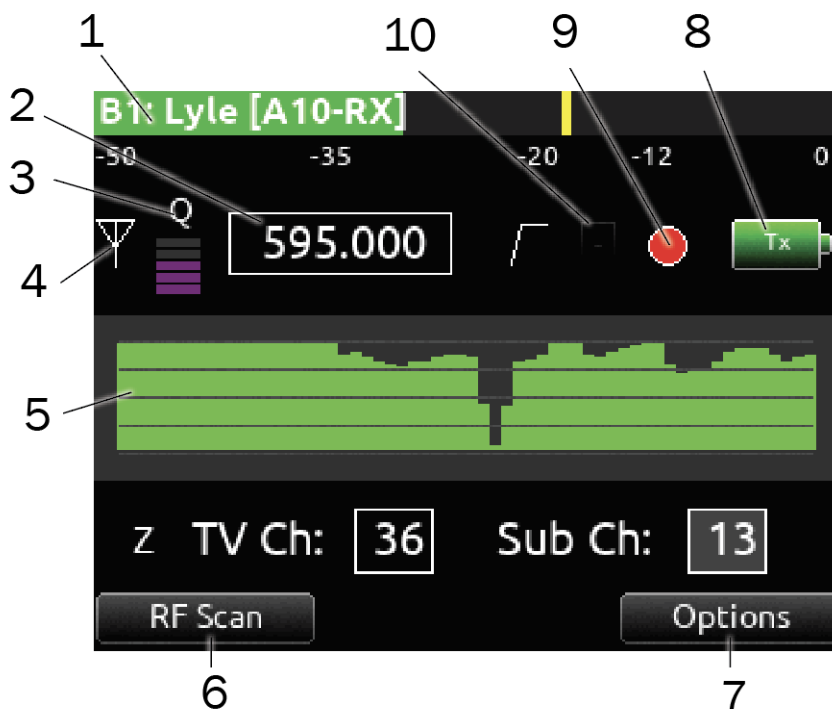 1 10 9 8
2 B1: Lyle [A10-RX]
-50 -35 -20 -12 0
3 Q
595.000 Tx
4
5
Z TV Ch: 36 Sub Ch: 13
RF Scan Options
6 7